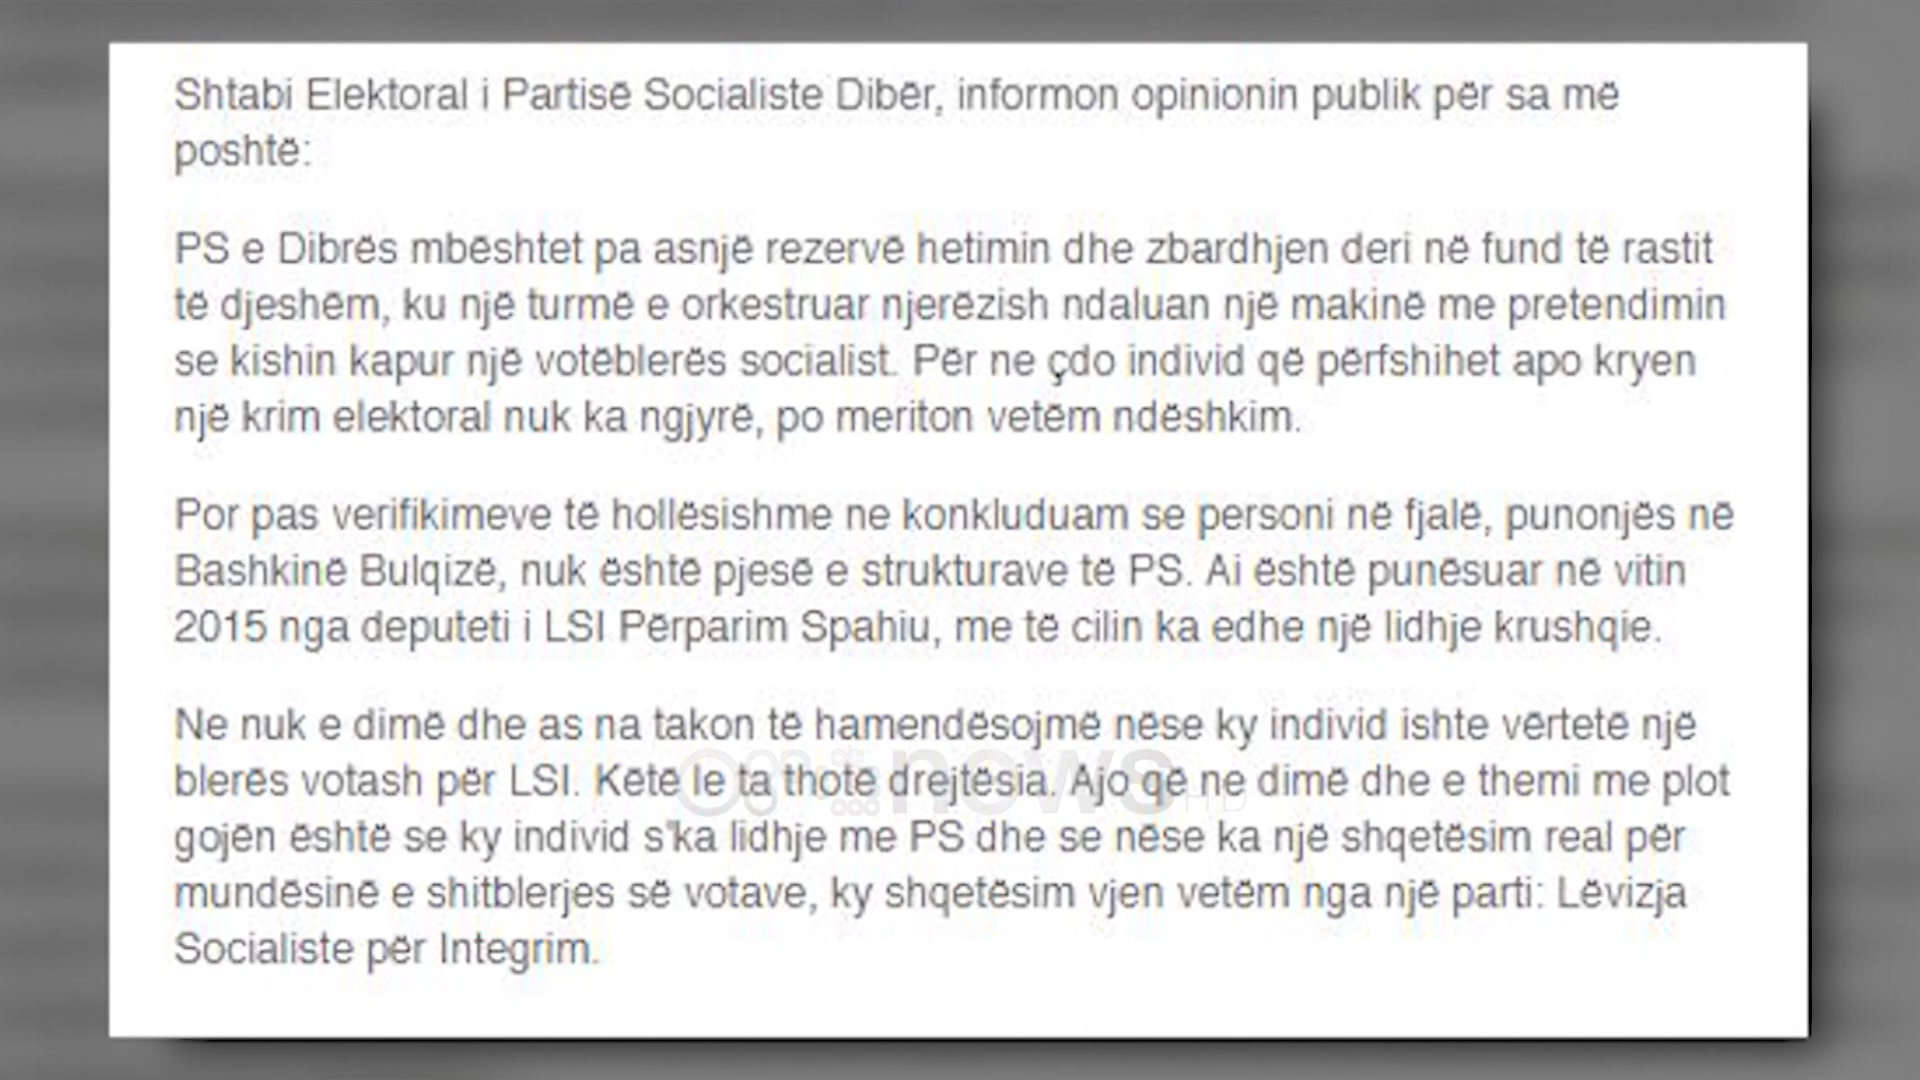 Shtabi Elektoral i Partisë Socialiste Dibër, informon opinionin publik për sa më
poshtë:
PS e Dibrës mbështet pa asnjë rezervë hetimin dhe zbardhjen deri në fund të rastit
të djeshëm, ku një turmë e orkestruar njerëzish ndaluan një makinë me pretendimin
se kishin kapur një votëblerës socialist. Për ne çdo individ që përfshihet apo kryen
një krim elektoral nuk ka ngjyrë, po meriton vetëm ndëshkim.
Por pas verifikimeve të hollësishme ne konkluduam se personi në fjalë, punonjës në
Bashkinë Bulqizë, nuk është pjesë e strukturave të PS. Ai është punësuar në vitin
2015 nga deputeti i LSI Përparim Spahiu, me të cilin ka edhe një lidhje krushqie.
Ne nuk e dimë dhe as na takon të hamendësojmë nëse ky individ ishte vërtetë një
blerës votash për LSI. Këtë le ta thotë drejtësia. Ajo që ne dimë dhe e themi me plot
gojën është se ky individ s'ka lidhje me PS dhe se nëse ka një shqetësim real për
mundësinë e shitblerjes së votave, ky shqetësim vjen vetëm nga një parti: Lëvizja
Socialiste për Integrim.
news HD